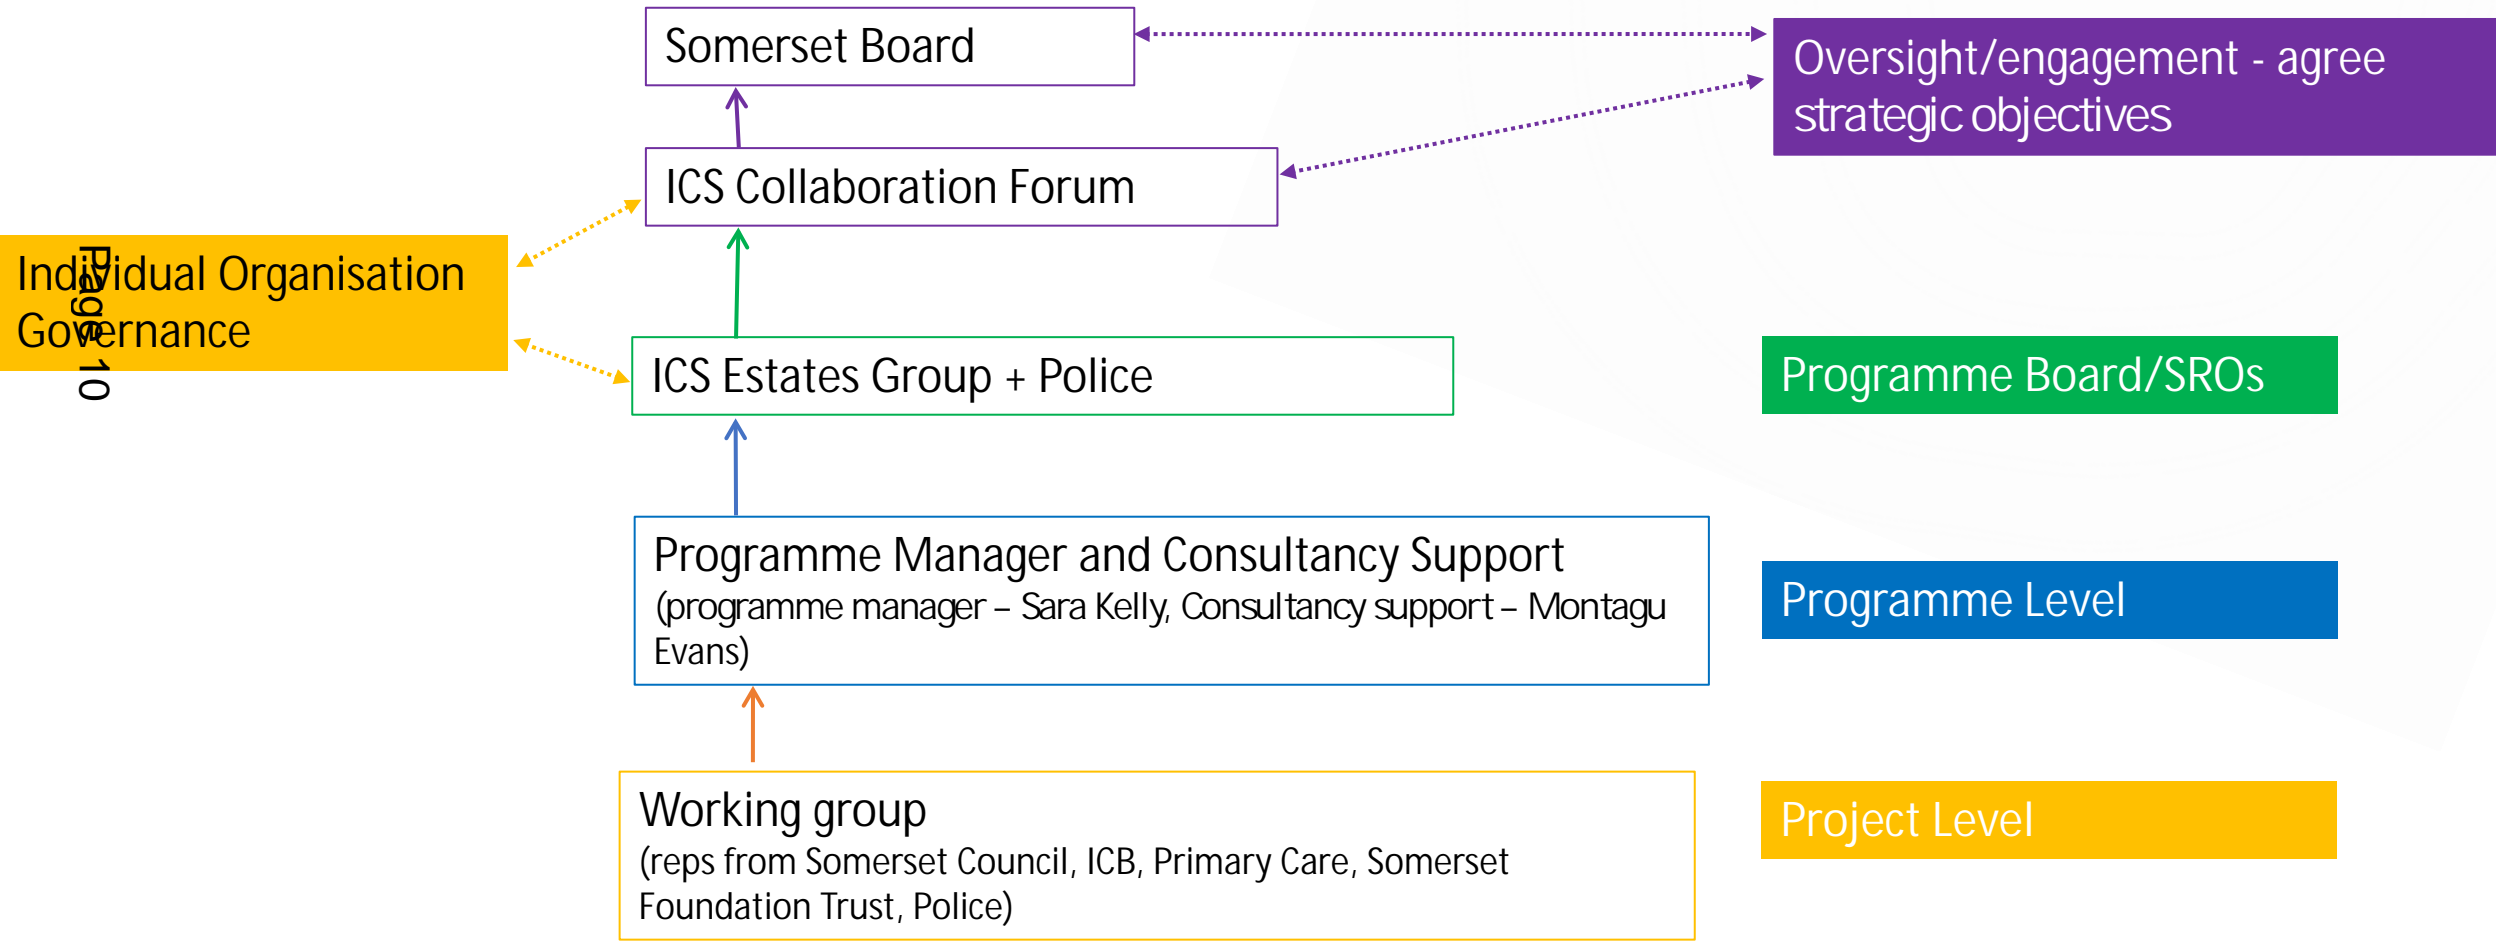 Somerset Board
Oversight/engagement - agree
strategic objectives
ICS Collaboration Forum
Individual Organisation
Governance
Page 10
ICS Estates Group + Police
Programme Board/SROs
Programme Manager and Consultancy Support
(programme manager – Sara Kelly, Consultancy support – Montagu
Evans)
Programme Level
Working group
(reps from Somerset Council, ICB, Primary Care, Somerset
Foundation Trust, Police)
Project Level